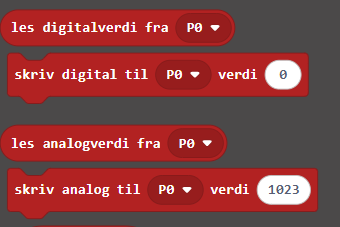 les digitalverdi fra P0
skriv digital til P0 verdi 0
les analogverdi fra P0
skriv analog til P0 verdi 1023